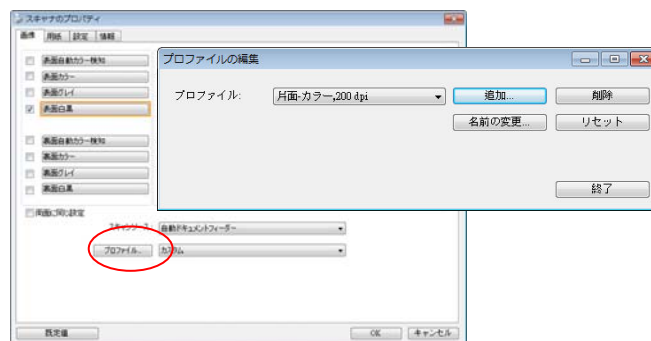 スキャナのプロパティ
画像 用紙 設定 情報
表面自動カラー検知
表面カラー
表面グレイ
表面白黒
裏面自動カラー検知
裏面カラー
裏面グレイ
裏面白黒
両面に同じ設定
スキャンソース 自動ドキュメントフィーダー
プロファイル... カスタム
既定値 OK キャンセル
プロファイルの編集
プロファイル: 片面-カラー,200 dpi 追加... 削除
名前の変更... リセット
終了